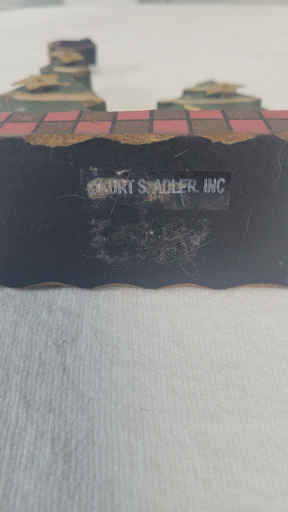 KURT S. ADLER, INC